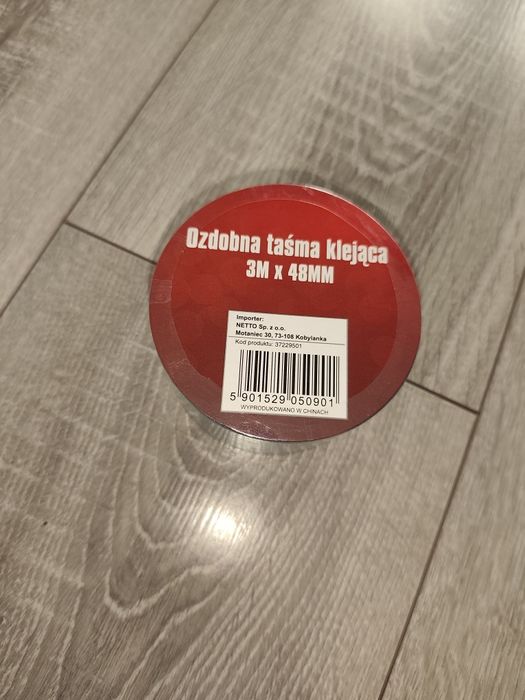 Ozdobna taśma klejąca
3M x 48MM
Importer:
NETTO Sp. z o.o.
Motaniec 30, 73-108 Kobylanka
Kod produktu: 37229501
5 901529 050901
WYPRODUKOWANO W CHINACH